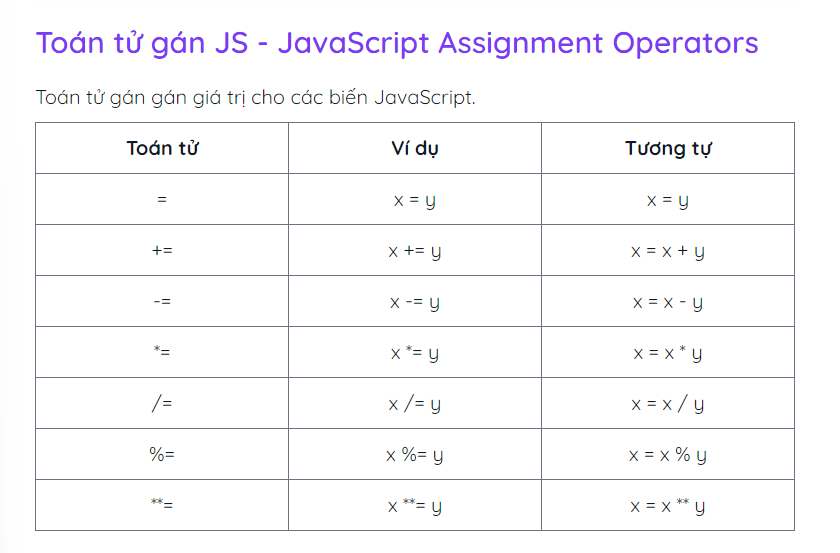 Toán tử gán JS - JavaScript Assignment Operators
Toán tử gán gán giá trị cho các biến JavaScript.
Toán tử Ví dụ Tương tự
= x = y x = y
+= x += y x = x + y
-= x -= y x = x - y
*= x *= y x = x * y
/= x /= y x = x / y
%= x %= y x = x % y
**= x **= y x = x ** y